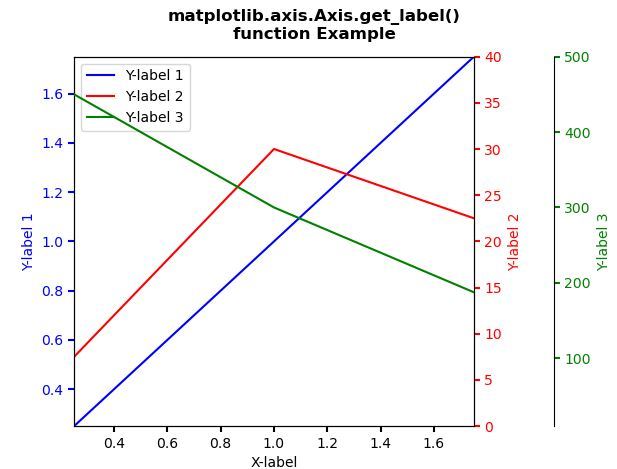 matplotlib.axis.Axis.get_label()
function Example
Y-label 1
Y-label 2
Y-label 3
1.6
1.4
1.2
1.0
0.8
0.6
0.4
Y-label 1
40
35
30
25
20
15
10
5
0
Y-label 2
500
400
300
200
100
Y-label 3
0.4 0.6 0.8 1.0 1.2 1.4 1.6
X-label